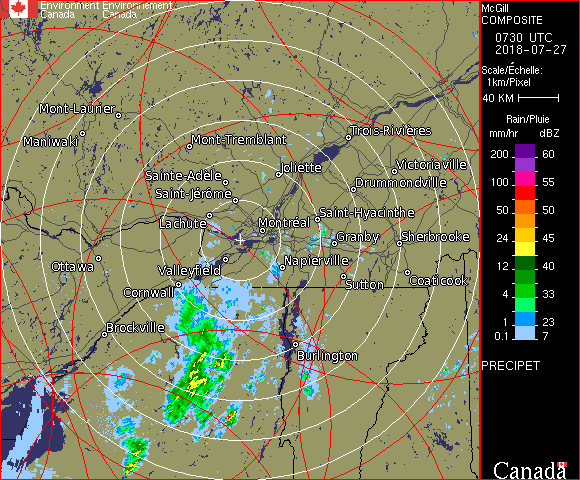 Environment Environnement
Canada Canada
McGill
COMPOSITE
0730 UTC
2018-07-27
Scale/Échelle:
1km/Pixel
40 KM
Rain/Pluie
mm/hr dBZ
200 60
100 55
50 50
24 45
12 40
4 33
1 23
0.1 7
PRECIPET
Canada
Mont-Laurier
Maniwaki
Mont-Tremblant
Trois-Rivières
Joliette
Victoriaville
Sainte-Adèle
Drummondville
Saint-Jérôme
Saint-Hyacinthe
Lachute
Montréal
Granby
Sherbrooke
Ottawa
Valleyfield
Napierville
Cornwall
Sutton
Coaticook
Brockville
Burlington